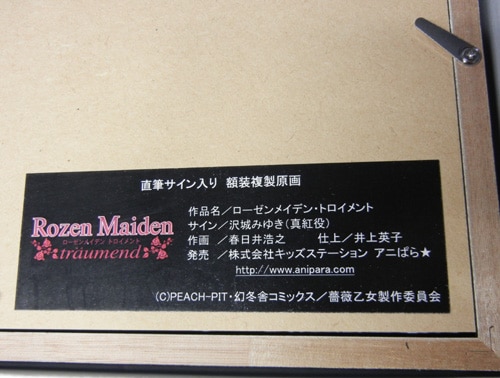 直筆サイン入り 額装複製原画
Rozen Maiden
ローゼンメイデン トロイメント
träumend
作品名／ローゼンメイデン・トロイメント
サイン／沢城みゆき(真紅役)
作画　／春日井浩之　　仕上／井上英子
発売　／株式会社キッズステーション アニぱら★
http://www.anipara.com
(C)PEACH-PIT・幻冬舎コミックス／薔薇乙女製作委員会